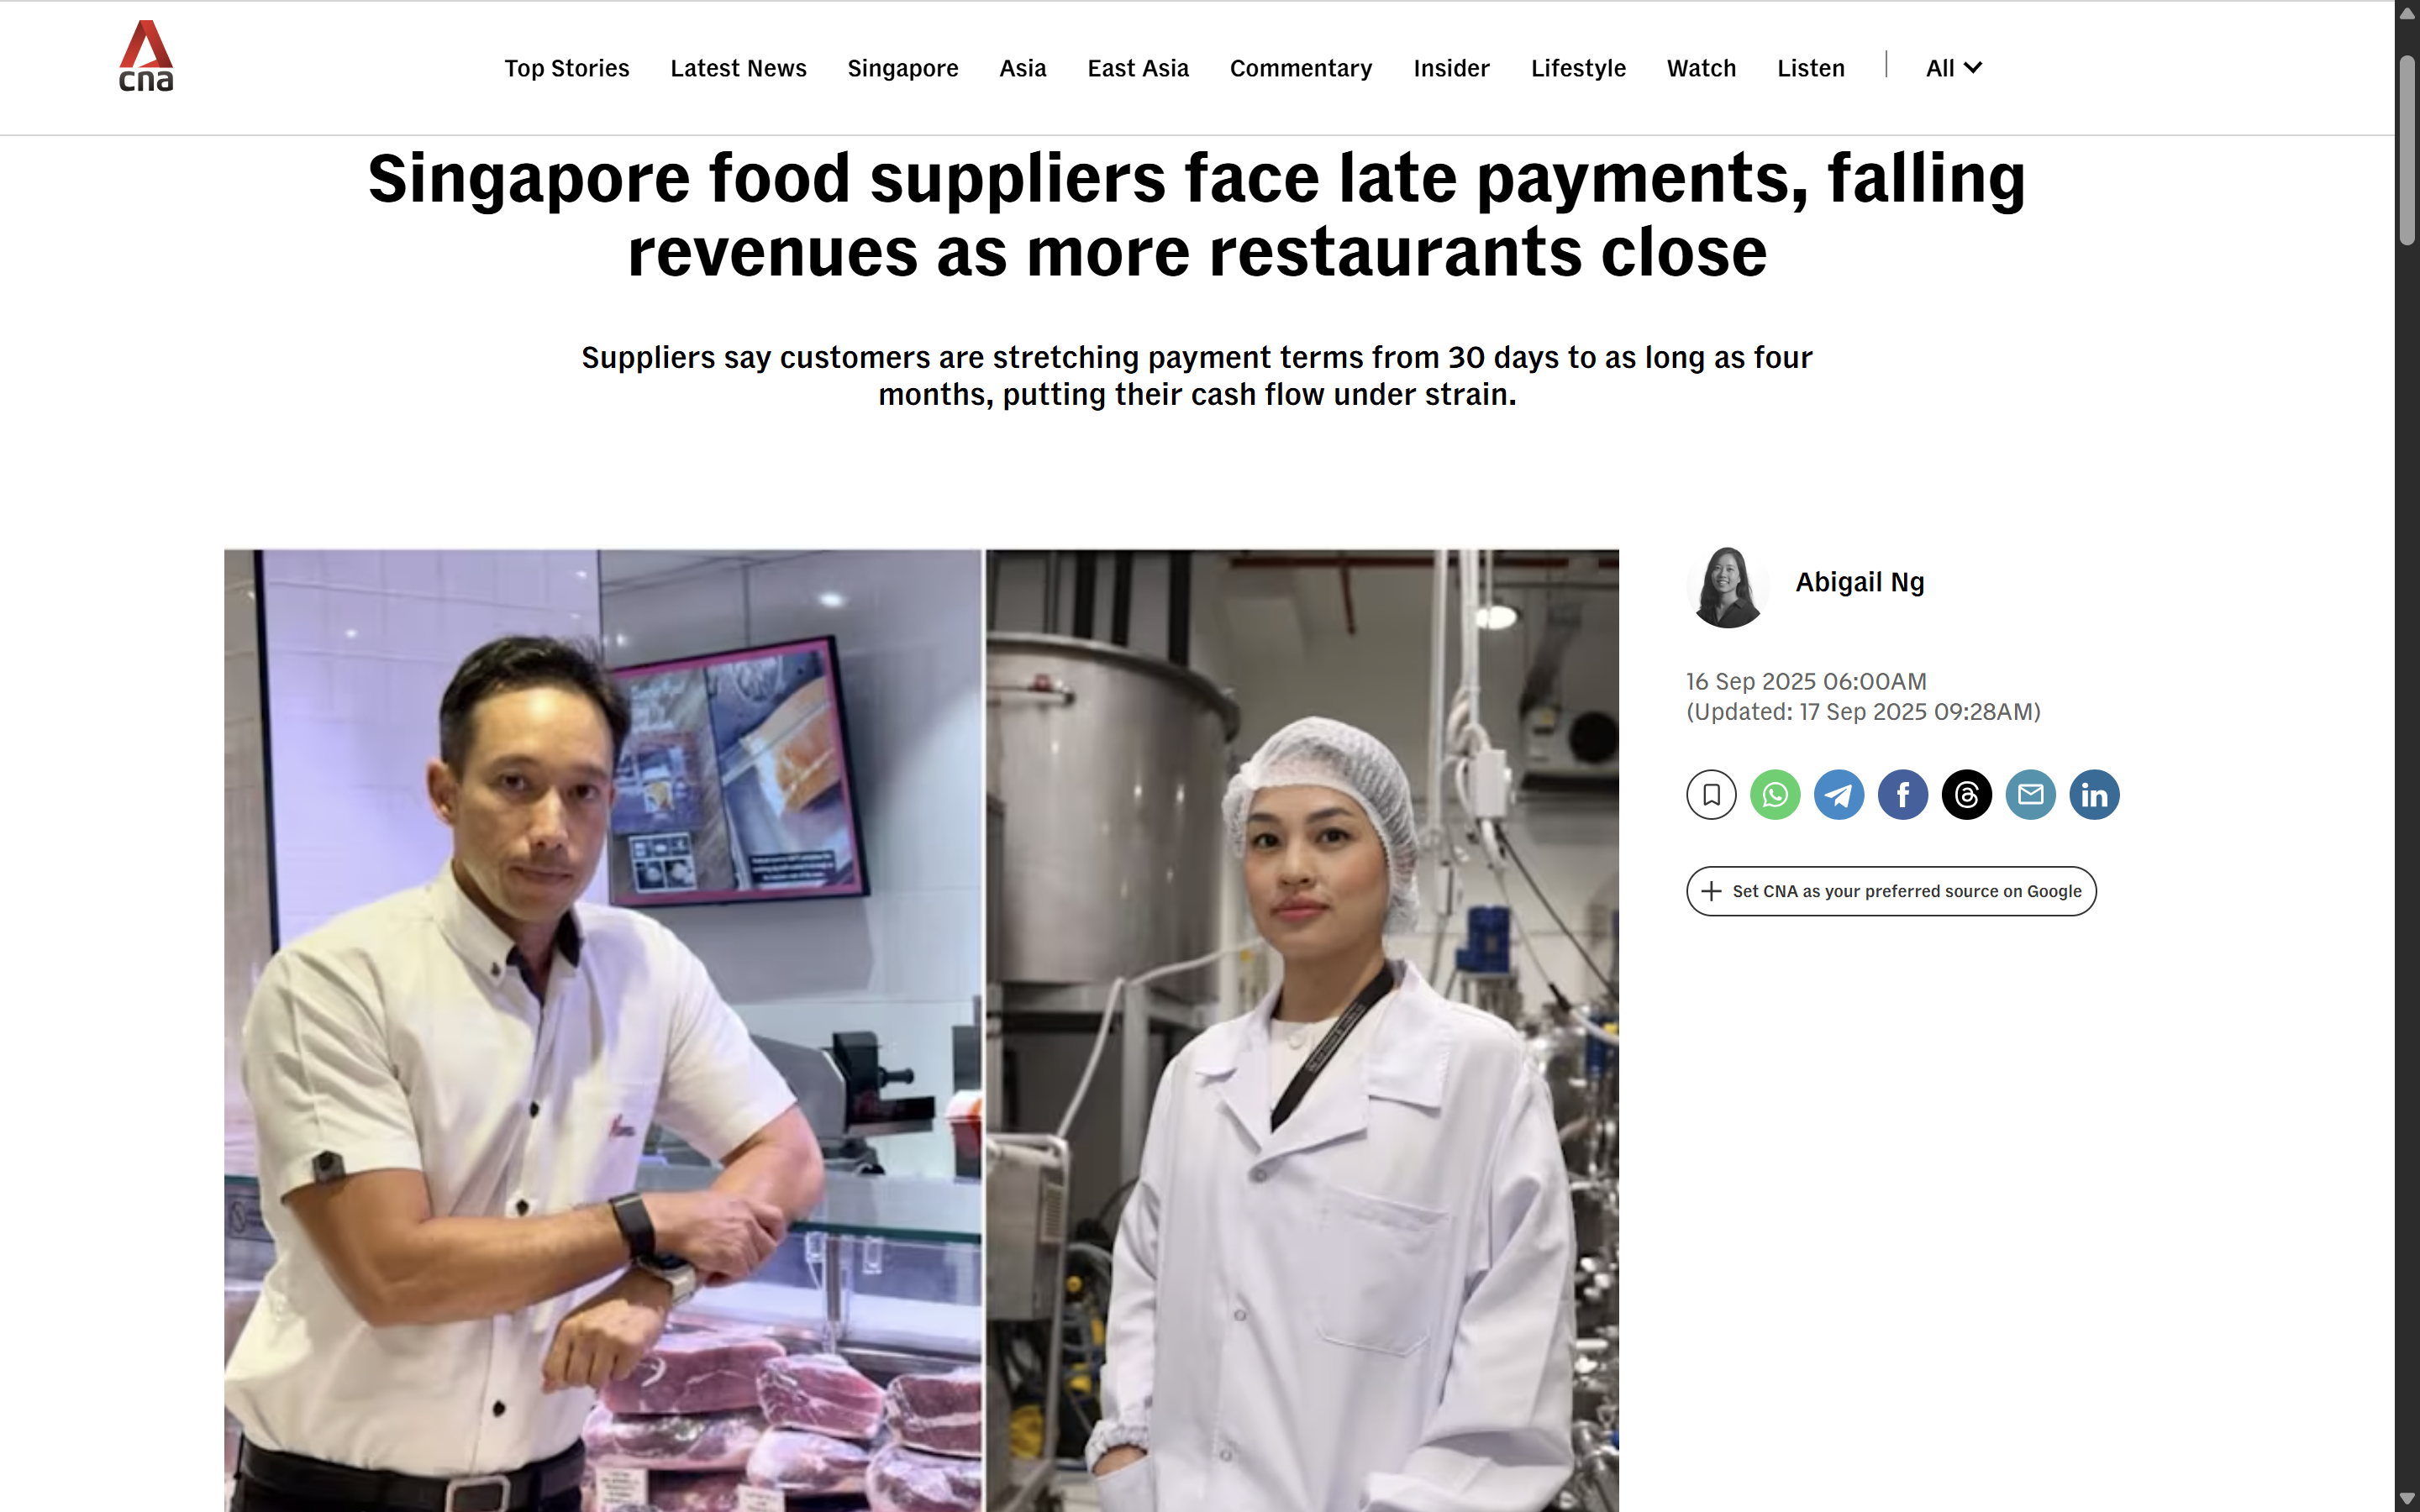 cna
Top Stories
Latest News
Singapore
Asia
East Asia
Commentary
Insider
Lifestyle
Watch
Listen
All
Singapore food suppliers face late payments, falling
revenues as more restaurants close
Suppliers say customers are stretching payment terms from 30 days to as long as four
months, putting their cash flow under strain.
Abigail Ng
16 Sep 2025 06:00AM
(Updated: 17 Sep 2025 09:28AM)
Set CNA as your preferred source on Google